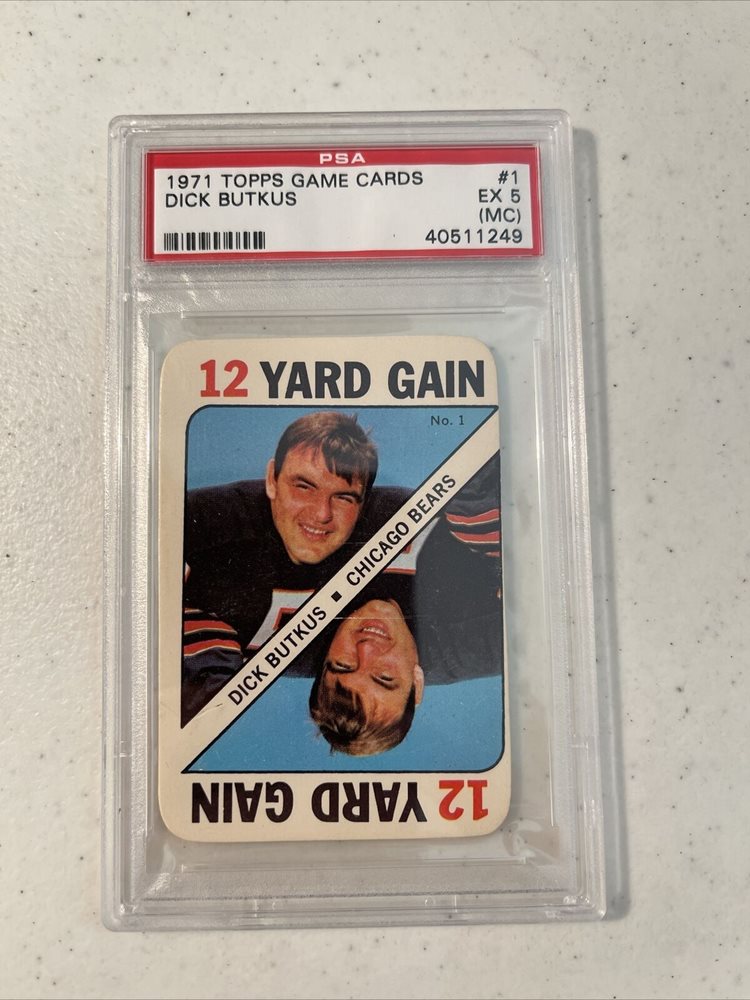 PSA
1971 TOPPS GAME CARDS #1
DICK BUTKUS EX 5
(MC)
40511249
12 YARD GAIN
No. 1
DICK BUTKUS ■ CHICAGO BEARS
12 YARD GAIN